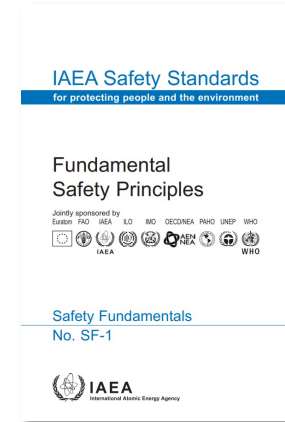 IAEA Safety Standards
for protecting people and the environment
Fundamental
Safety Principles
Jointly sponsored by
Euratom FAO IAEA ILO IMO OECD/NEA PAHO UNEP WHO
AEN
NEA
IAEA
WHO
Safety Fundamentals
No. SF-1
IAEA
International Atomic Energy Agency